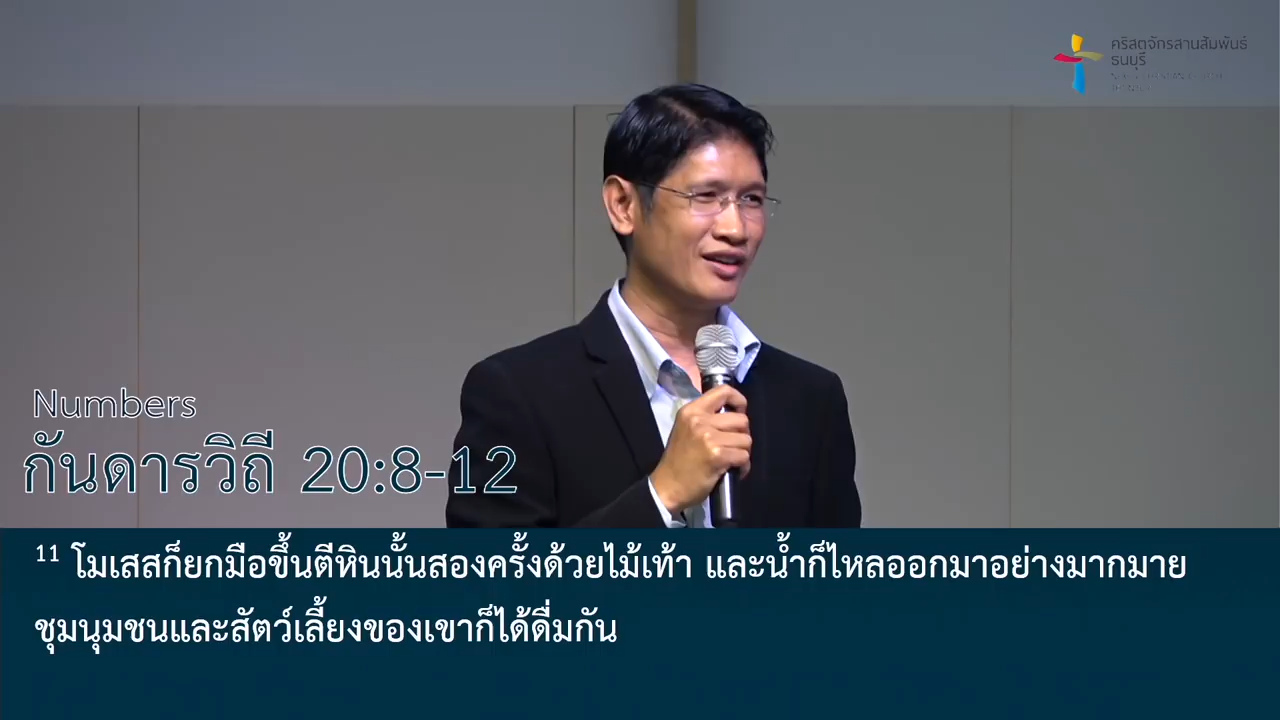 คริสตจักรสานสัมพันธ์
ธนบุรี
Numbers
กันดารวิถี 20:8-12
11 โมเสสก็ยกมือขึ้นตีหินนั้นสองครั้งด้วยไม้เท้า และน้ำก็ไหลออกมาอย่างมากมาย
ชุมนุมชนและสัตว์เลี้ยงของเขาก็ได้ดื่มกัน